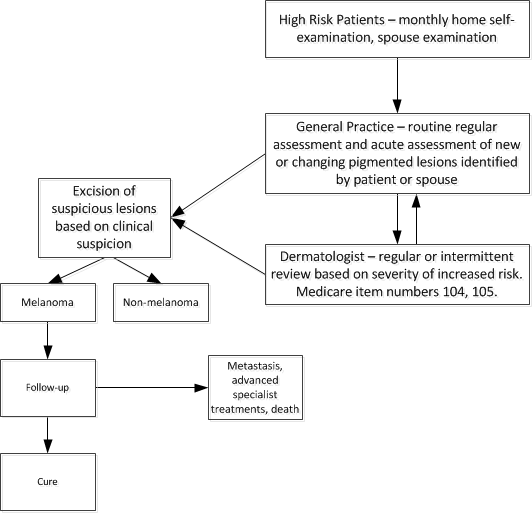 High Risk Patients – monthly home self-
examination, spouse examination
General Practice – routine regular
assessment and acute assessment of new
or changing pigmented lesions identified
by patient or spouse
Excision of
suspicious lesions
based on clinical
suspicion
Dermatologist – regular or intermittent
review based on severity of increased risk.
Medicare item numbers 104, 105.
Melanoma
Non-melanoma
Follow-up
Metastasis,
advanced
specialist
treatments, death
Cure